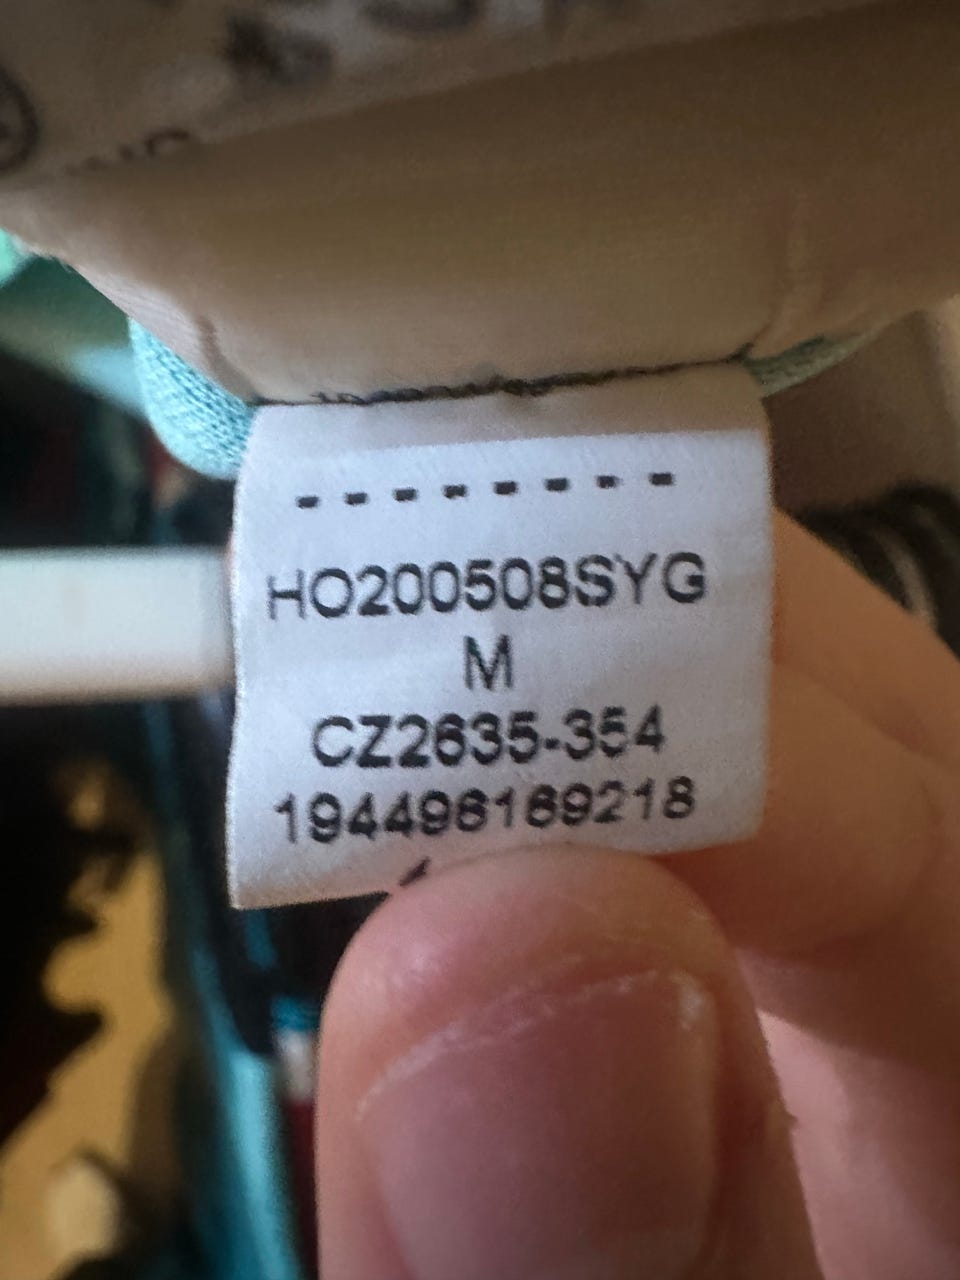 --------
HO200508SYG
M
CZ2635-354
194496169218